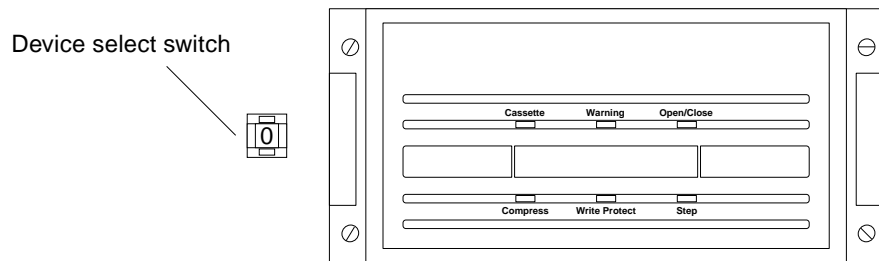 Device select switch
0
Cassette Warning Open/Close
Compress Write Protect Step